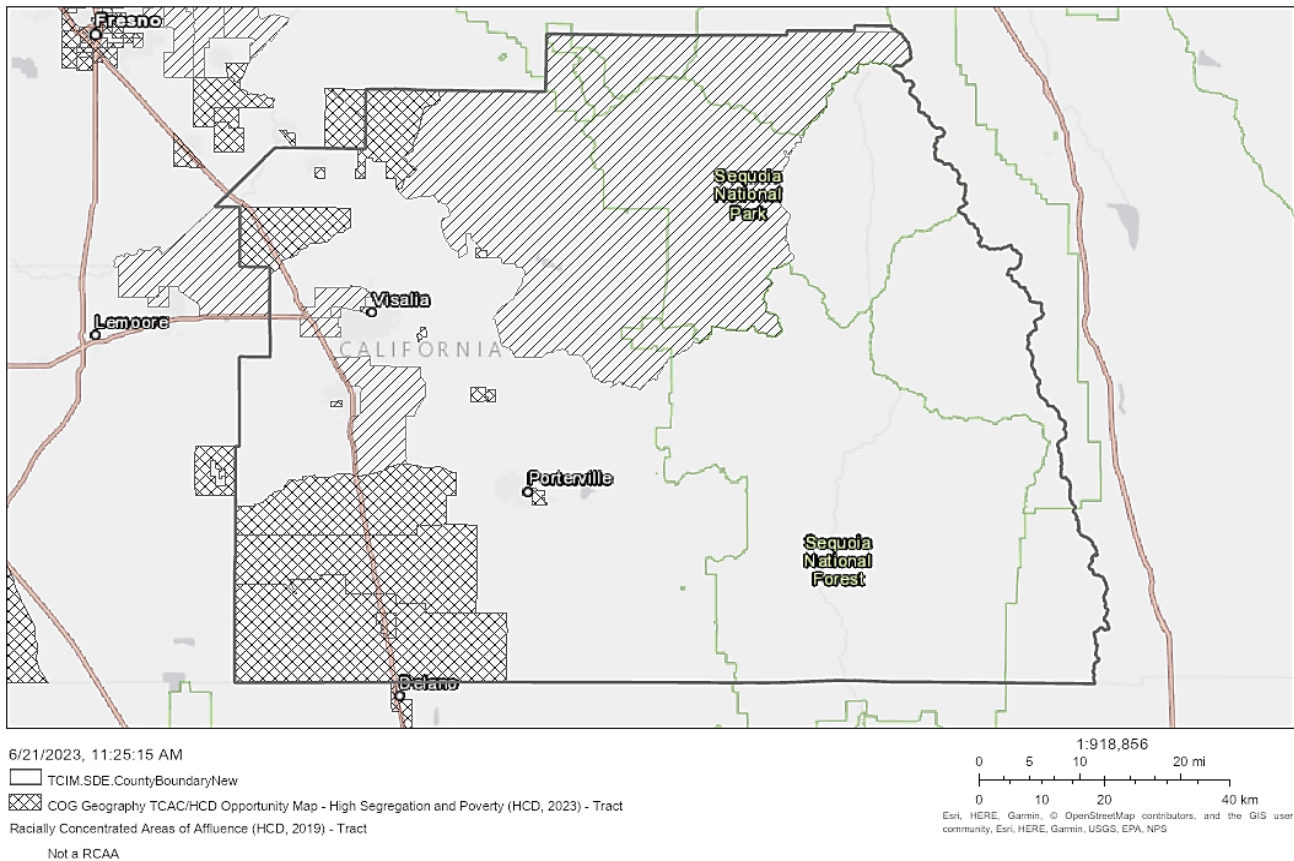 Fresno
Sequoia
National
Park
Visalia
Lemoore
CALIFORNIA
Porterville
Sequoia
National
Forest
Delano
6/21/2023, 11:25:15 AM
TCIM.SDE.CountyBoundaryNew
COG Geography TCAC/HCD Opportunity Map - High Segregation and Poverty (HCD, 2023) - Tract
Racially Concentrated Areas of Affluence (HCD, 2019) - Tract
Not a RCAA
1:918,856
0 5 10 20 mi
0 10 20 40 km
Esri, HERE, Garmin, © OpenStreetMap contributors, and the GIS user
community, Esri, HERE, Garmin, USGS, EPA, NPS